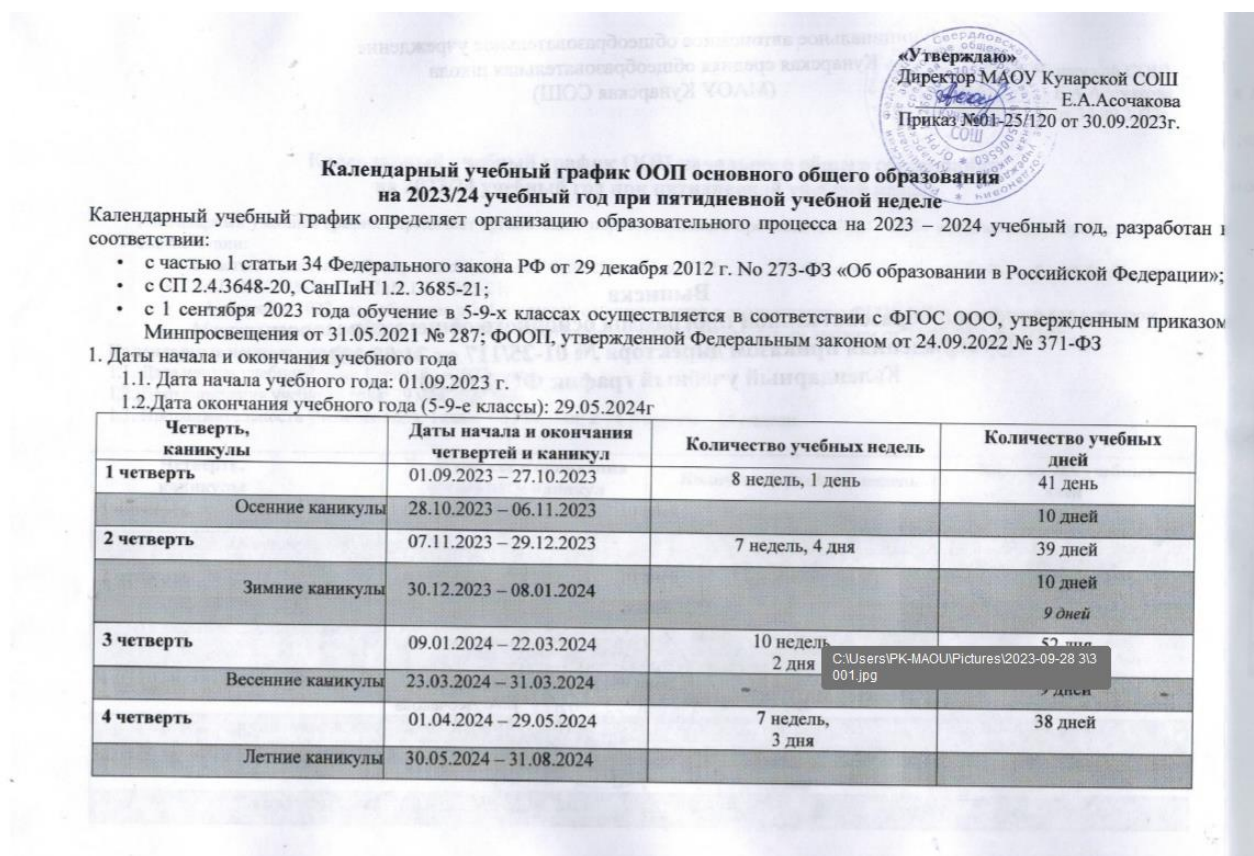 «Утверждаю»
Директор МАОУ Кунарской СОШ
Е.А.Асочакова
Приказ №01-25/120 от 30.09.2023г.
Календарный учебный график ООП основного общего образования
на 2023/24 учебный год при пятидневной учебной неделе
Календарный учебный график определяет организацию образовательного процесса на 2023 – 2024 учебный год, разработан
соответствии:
• с частью 1 статьи 34 Федерального закона РФ от 29 декабря 2012 г. No 273-ФЗ «Об образовании в Российской Федерации»;
• с СП 2.4.3648-20, СанПиН 1.2. 3685-21;
• с 1 сентября 2023 года обучение в 5-9-х классах осуществляется в соответствии с ФГОС ООО, утвержденным приказом
Минпросвещения от 31.05.2021 № 287; ФООП, утвержденной Федеральным законом от 24.09.2022 № 371-ФЗ
1. Даты начала и окончания учебного года
1.1. Дата начала учебного года: 01.09.2023 г.
1.2.Дата окончания учебного года (5-9-е классы): 29.05.2024г
Четверть, каникулы Даты начала и окончания четвертей и каникул Количество учебных недель Количество учебных дней
1 четверть 01.09.2023 – 27.10.2023 8 недель, 1 день 41 день
Осенние каникулы 28.10.2023 – 06.11.2023 10 дней
2 четверть 07.11.2023 – 29.12.2023 7 недель, 4 дня 39 дней
Зимние каникулы 30.12.2023 – 08.01.2024 10 дней
9 дней
3 четверть 09.01.2024 – 22.03.2024 10 недель 52 дня
2 дня
C:\Users\PK-MAOU\Pictures\2023-09-28 3\3
001.jpg
Весенние каникулы 23.03.2024 – 31.03.2024 9 дней
4 четверть 01.04.2024 – 29.05.2024 7 недель, 38 дней
3 дня
Летние каникулы 30.05.2024 – 31.08.2024